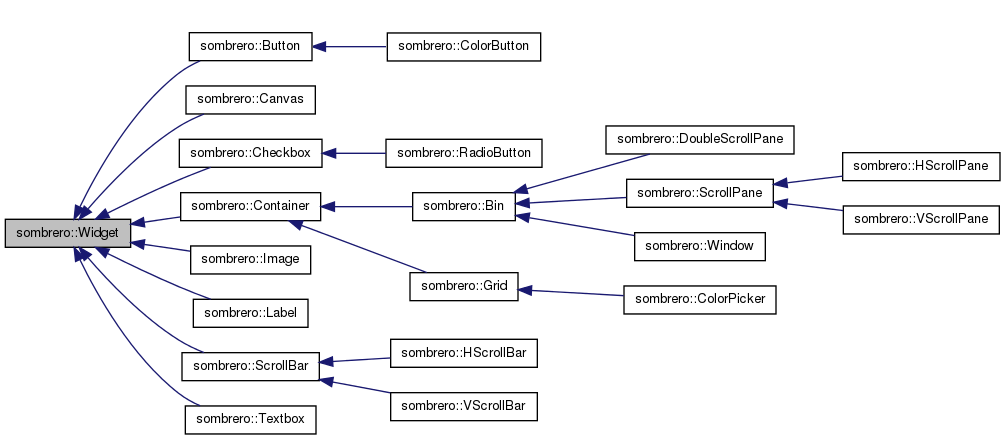 sombrero::Button
sombrero::ColorButton
sombrero::Canvas
sombrero::DoubleScrollPane
sombrero::Checkbox
sombrero::RadioButton
sombrero::HScrollPane
sombrero::ScrollPane
sombrero::Container
sombrero::Bin
sombrero::VScrollPane
sombrero::Widget
sombrero::Window
sombrero::Image
sombrero::Grid
sombrero::ColorPicker
sombrero::Label
sombrero::HScrollBar
sombrero::ScrollBar
sombrero::VScrollBar
sombrero::Textbox